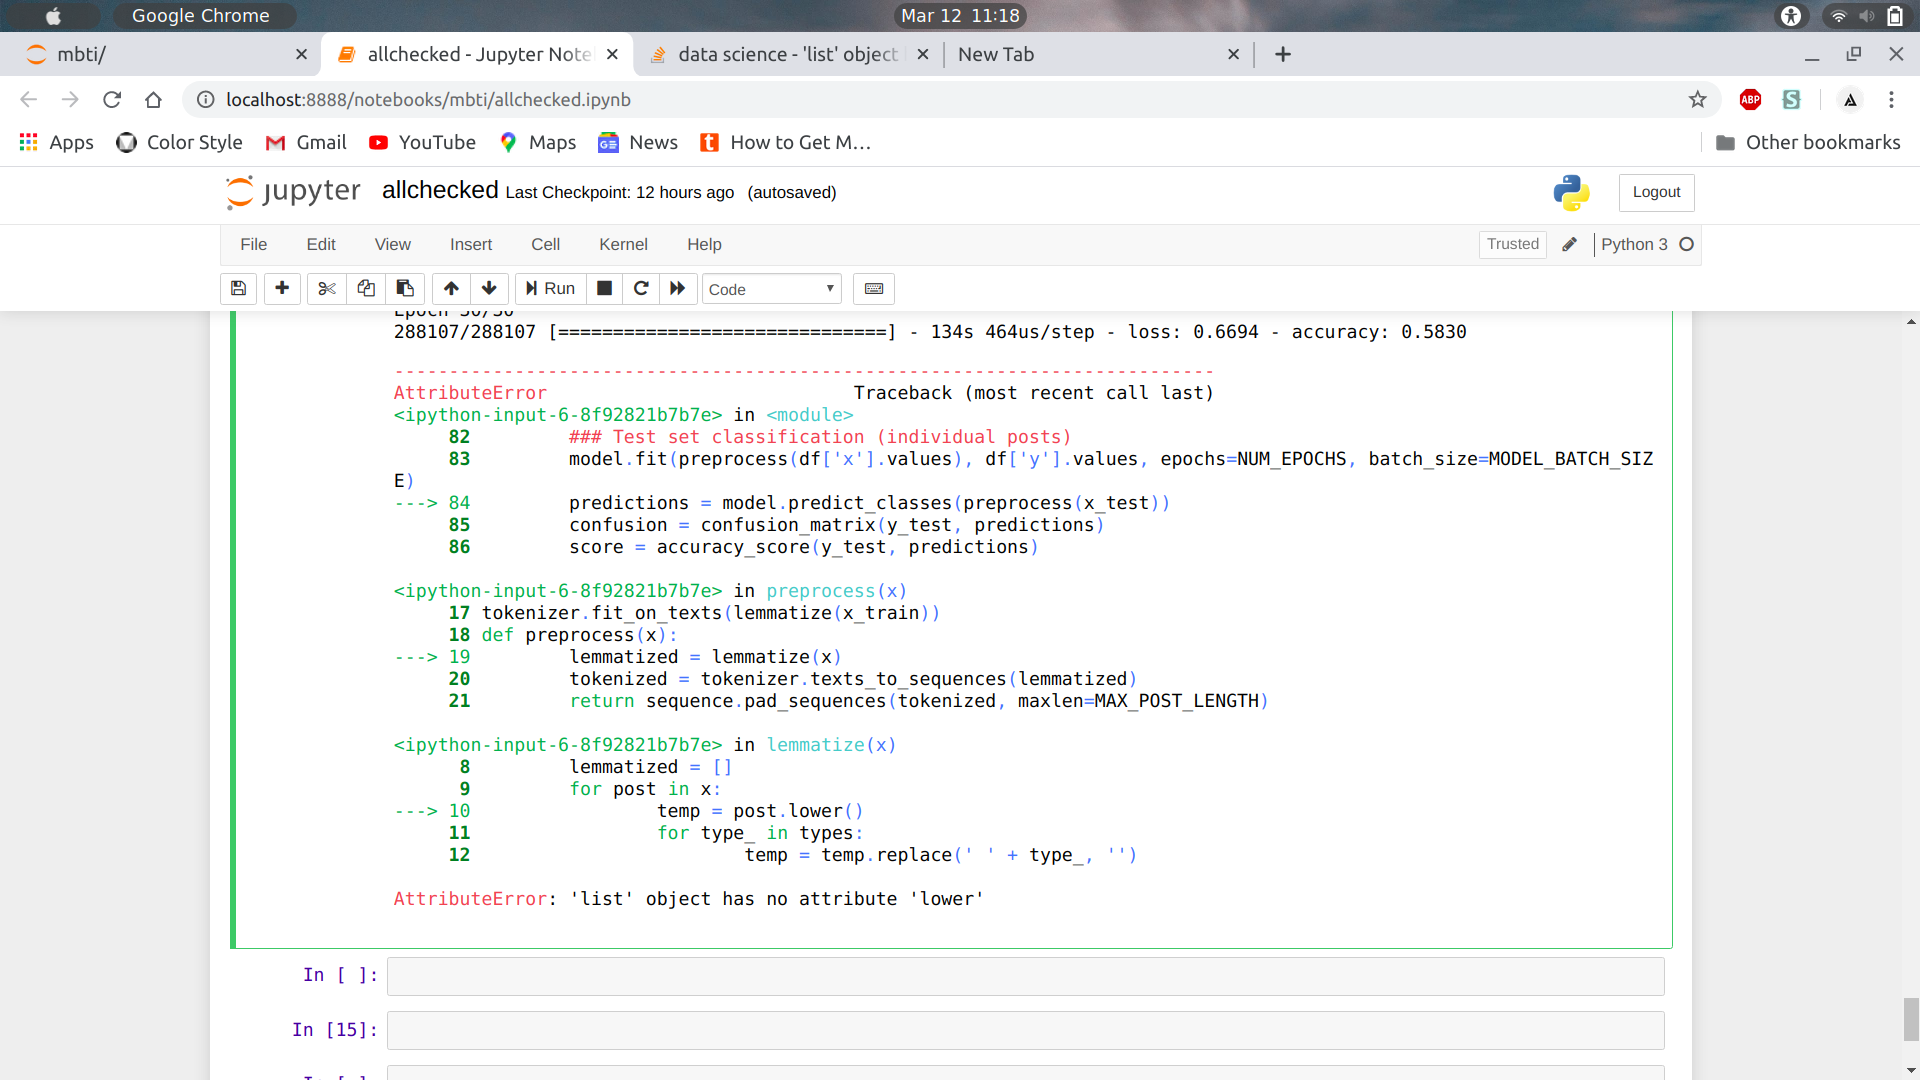 Google Chrome
Mar 12 11:18
mbti/
allchecked - Jupyter Note
data science - 'list' object
New Tab
localhost:8888/notebooks/mbti/allchecked.ipynb
ABP
Apps
Color Style
Gmail
YouTube
Maps
News
How to Get M…
Other bookmarks
jupyter allchecked Last Checkpoint: 12 hours ago (autosaved)
Logout
File Edit View Insert Cell Kernel Help
Trusted
Python 3
Run
Code
Epoch 30/30
288107/288107 [==============================] - 134s 464us/step - loss: 0.6694 - accuracy: 0.5830
---------------------------------------------------------------------------
AttributeError                            Traceback (most recent call last)
<ipython-input-6-8f92821b7b7e> in <module>
     82         ### Test set classification (individual posts)
     83         model.fit(preprocess(df['x'].values), df['y'].values, epochs=NUM_EPOCHS, batch_size=MODEL_BATCH_SIZ
E)
---> 84         predictions = model.predict_classes(preprocess(x_test))
     85         confusion = confusion_matrix(y_test, predictions)
     86         score = accuracy_score(y_test, predictions)
<ipython-input-6-8f92821b7b7e> in preprocess(x)
     17 tokenizer.fit_on_texts(lemmatize(x_train))
     18 def preprocess(x):
---> 19         lemmatized = lemmatize(x)
     20         tokenized = tokenizer.texts_to_sequences(lemmatized)
     21         return sequence.pad_sequences(tokenized, maxlen=MAX_POST_LENGTH)
<ipython-input-6-8f92821b7b7e> in lemmatize(x)
      8         lemmatized = []
      9         for post in x:
---> 10                 temp = post.lower()
     11                 for type_ in types:
     12                         temp = temp.replace(' ' + type_, '')
AttributeError: 'list' object has no attribute 'lower'
In [ ]:
In [15]: